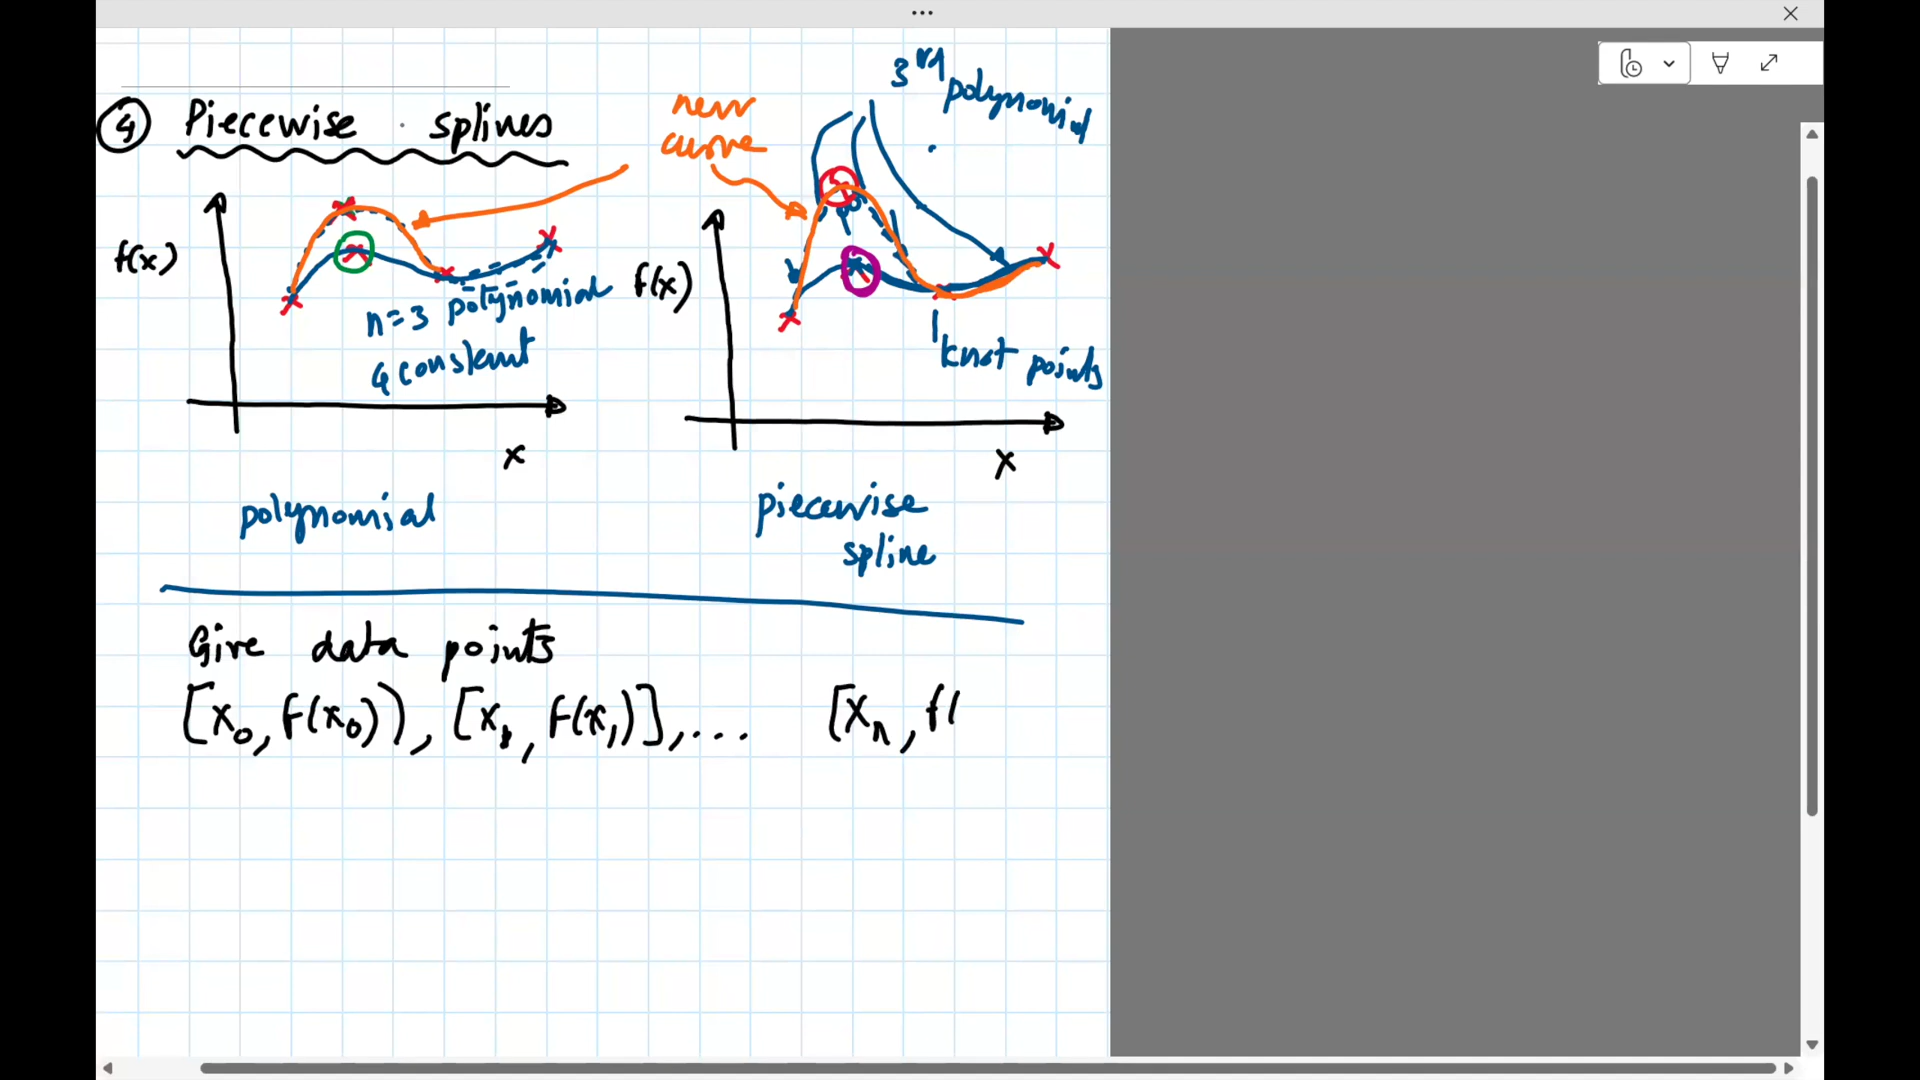 ④ Piecewise splines
new
curve
3rd polynomial
f(x)
n=3 polynomial
4 constant
x
polynomial
f(x)
knot points
x
piecewise
spline
Give data points
[x₀, f(x₀)), [x₁, f(x₁)],... [xₙ, f(